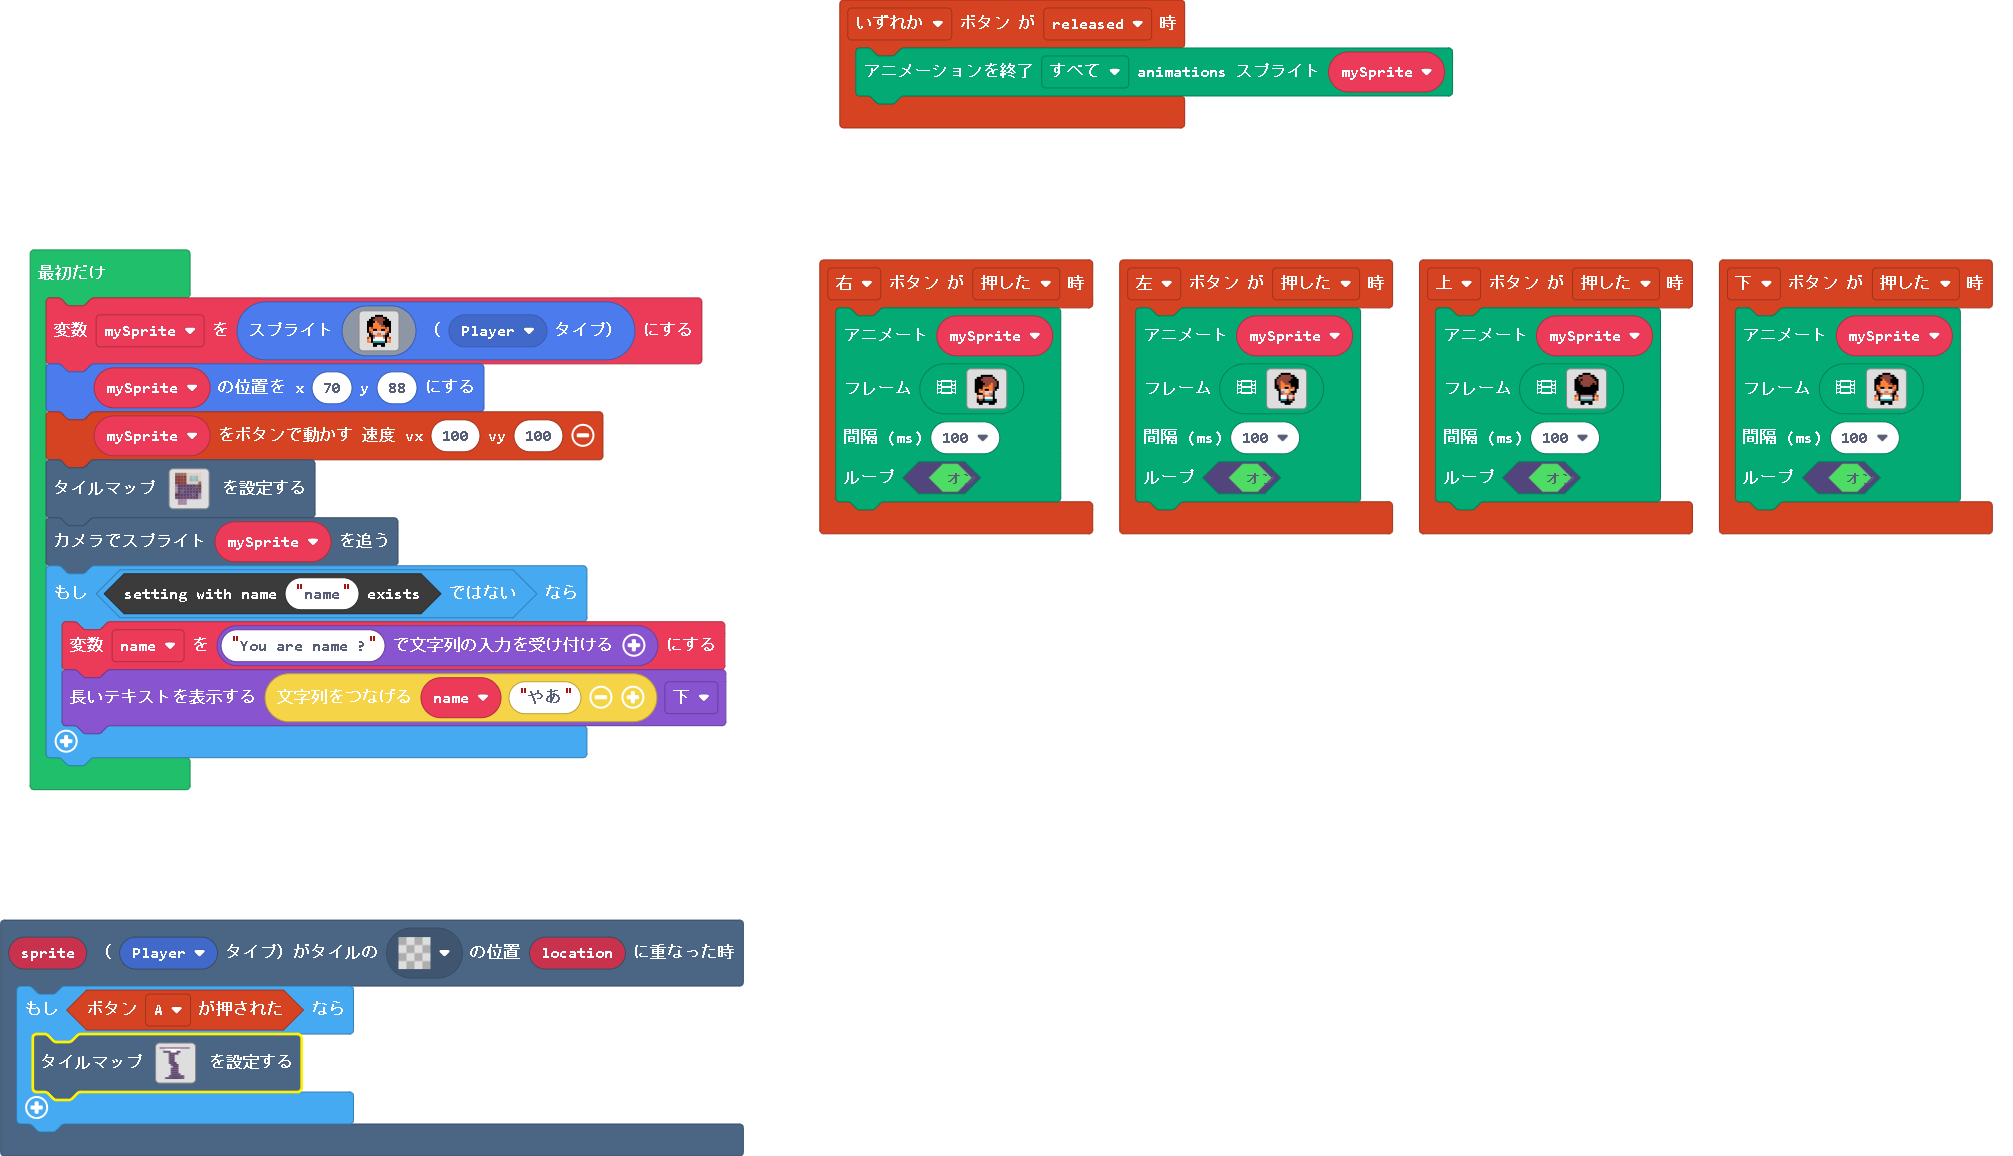 いずれか ボタン が released 時
アニメーションを終了 すべて animations スプライト mySprite
最初だけ
変数 mySprite を スプライト ( Player タイプ) にする
mySprite の位置を x 70 y 88 にする
mySprite をボタンで動かす 速度 vx 100 vy 100
タイルマップ を設定する
カメラでスプライト mySprite を追う
もし setting with name "name" exists ではない なら
変数 name を "You are name ?" で文字列の入力を受け付ける にする
長いテキストを表示する 文字列をつなげる name "やあ" 下
右 ボタン が 押した 時
アニメート mySprite
フレーム
間隔 (ms) 100
ループ
左 ボタン が 押した 時
アニメート mySprite
フレーム
間隔 (ms) 100
ループ
上 ボタン が 押した 時
アニメート mySprite
フレーム
間隔 (ms) 100
ループ
下 ボタン が 押した 時
アニメート mySprite
フレーム
間隔 (ms) 100
ループ
sprite ( Player タイプ) がタイルの の位置 location に重なった時
もし ボタン A が押された なら
タイルマップ を設定する